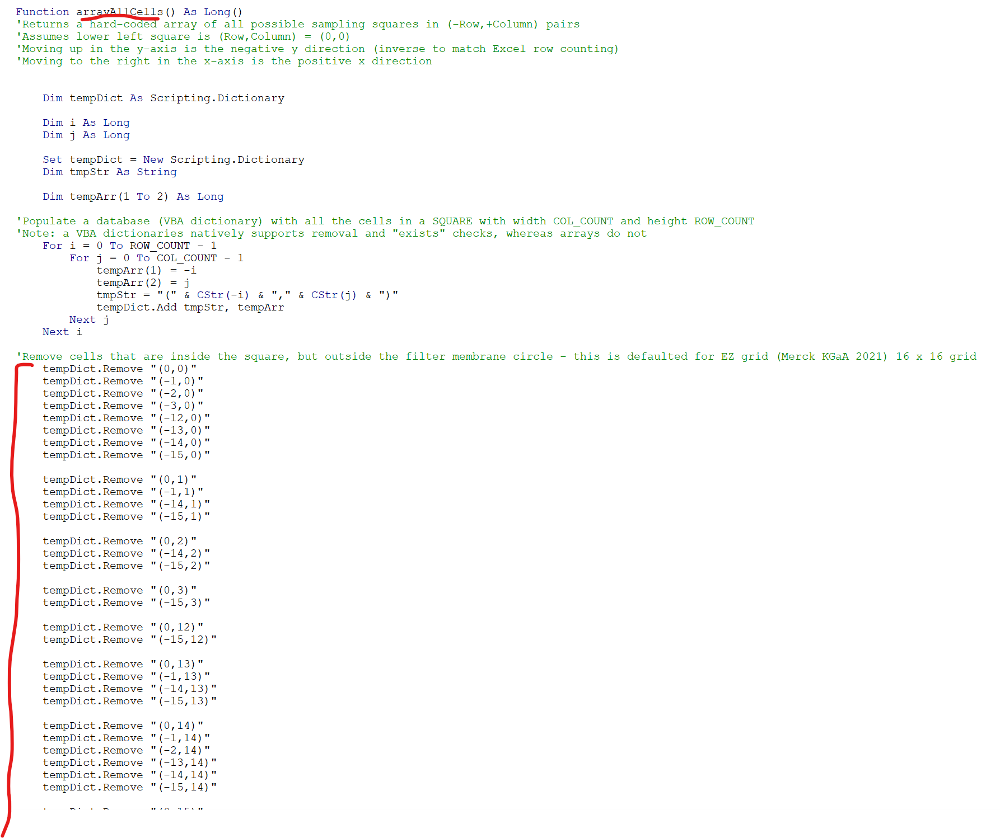 Function arrayAllCells() As Long()
'Returns a hard-coded array of all possible sampling squares in (-Row,+Column) pairs
'Assumes lower left square is (Row,Column) = (0,0)
'Moving up in the y-axis is the negative y direction (inverse to match Excel row counting)
'Moving to the right in the x-axis is the positive x direction
Dim tempDict As Scripting.Dictionary
Dim i As Long
Dim j As Long
Set tempDict = New Scripting.Dictionary
Dim tmpStr As String
Dim tempArr(1 To 2) As Long
'Populate a database (VBA dictionary) with all the cells in a SQUARE with width COL_COUNT and height ROW_COUNT
'Note: a VBA dictionaries natively supports removal and "exists" checks, whereas arrays do not
For i = 0 To ROW_COUNT - 1
For j = 0 To COL_COUNT - 1
tempArr(1) = -i
tempArr(2) = j
tmpStr = "(" & CStr(-i) & "," & CStr(j) & ")"
tempDict.Add tmpStr, tempArr
Next j
Next i
'Remove cells that are inside the square, but outside the filter membrane circle - this is defaulted for EZ grid (Merck KGaA 2021) 16 x 16 grid
tempDict.Remove "(0,0)"
tempDict.Remove "(-1,0)"
tempDict.Remove "(-2,0)"
tempDict.Remove "(-3,0)"
tempDict.Remove "(-12,0)"
tempDict.Remove "(-13,0)"
tempDict.Remove "(-14,0)"
tempDict.Remove "(-15,0)"
tempDict.Remove "(0,1)"
tempDict.Remove "(-1,1)"
tempDict.Remove "(-14,1)"
tempDict.Remove "(-15,1)"
tempDict.Remove "(0,2)"
tempDict.Remove "(-14,2)"
tempDict.Remove "(-15,2)"
tempDict.Remove "(0,3)"
tempDict.Remove "(-15,3)"
tempDict.Remove "(0,12)"
tempDict.Remove "(-15,12)"
tempDict.Remove "(0,13)"
tempDict.Remove "(-1,13)"
tempDict.Remove "(-14,13)"
tempDict.Remove "(-15,13)"
tempDict.Remove "(0,14)"
tempDict.Remove "(-1,14)"
tempDict.Remove "(-2,14)"
tempDict.Remove "(-13,14)"
tempDict.Remove "(-14,14)"
tempDict.Remove "(-15,14)"